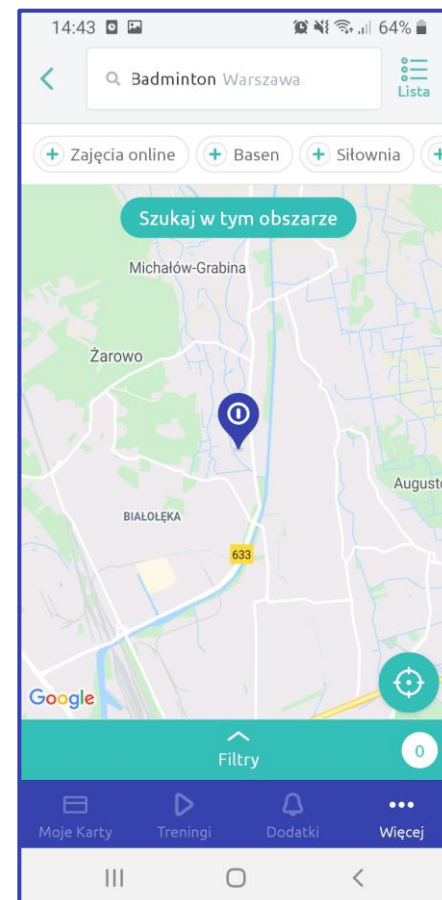 14:43 64%
Badminton Warszawa
Lista
+ Zajęcia online + Basen + Siłownia +
Szukaj w tym obszarze
Michałów-Grabina
Żarowo
Augusto
BIAŁOŁĘKA
633
Google
Filtry 0
Moje Karty Treningi Dodatki Więcej